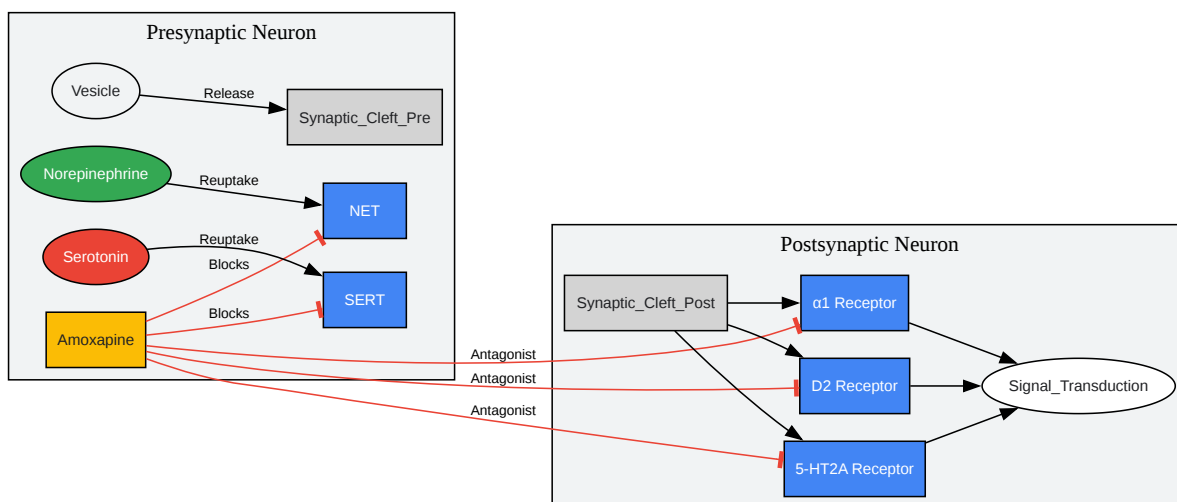 Presynaptic Neuron
Vesicle
Release
Synaptic_Cleft_Pre
Norepinephrine
Reuptake
NET
Serotonin
Reuptake
Blocks
SERT
Amoxapine
Blocks
Antagonist
Antagonist
Antagonist
Postsynaptic Neuron
Synaptic_Cleft_Post
α1 Receptor
D2 Receptor
Signal_Transduction
5-HT2A Receptor